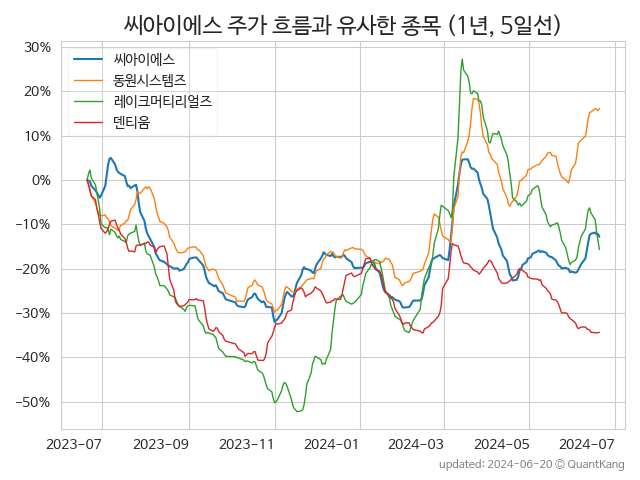 씨아이에스 주가 흐름과 유사한 종목 (1년, 5일선)
30%
20%
10%
0%
−10%
−20%
−30%
−40%
−50%
씨아이에스
동원시스템즈
레이크머티리얼즈
덴티움
2023-07
2023-09
2023-11
2024-01
2024-03
2024-05
2024-07
updated: 2024-06-20 © QuantKang